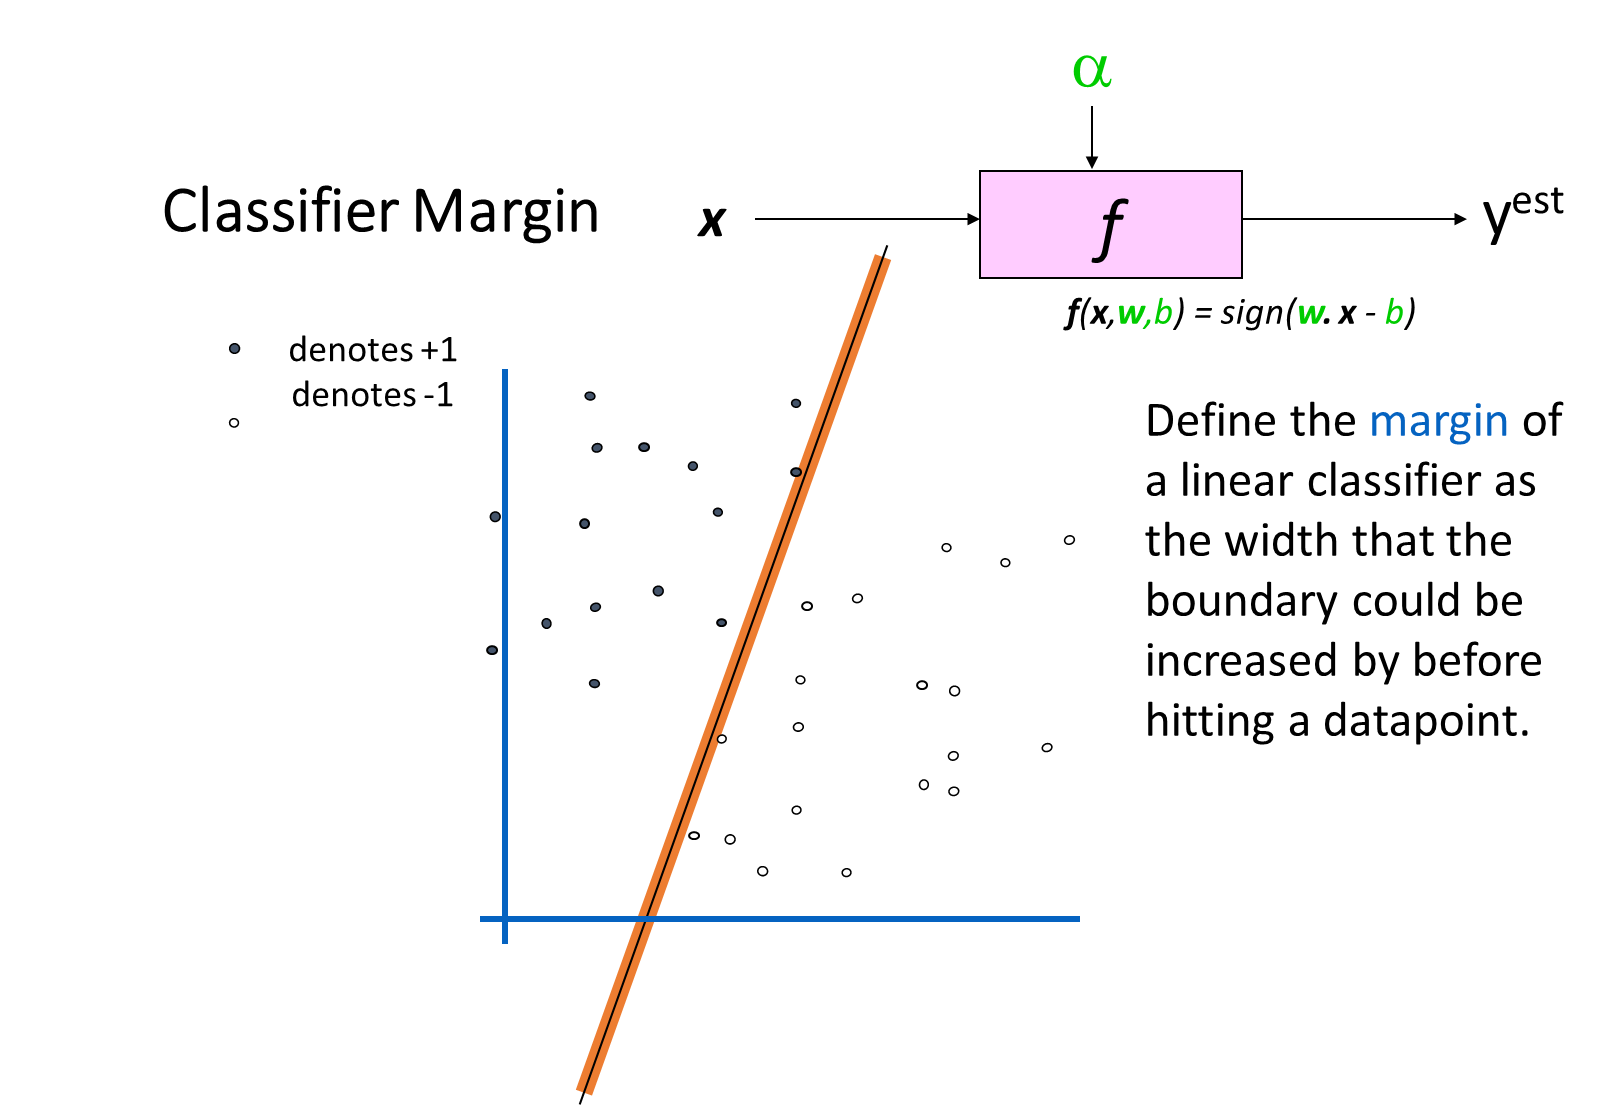 α
Classifier Margin
x
f
yest
f(x,w,b) = sign(w. x - b)
denotes +1
denotes -1
Define the margin of
a linear classifier as
the width that the
boundary could be
increased by before
hitting a datapoint.